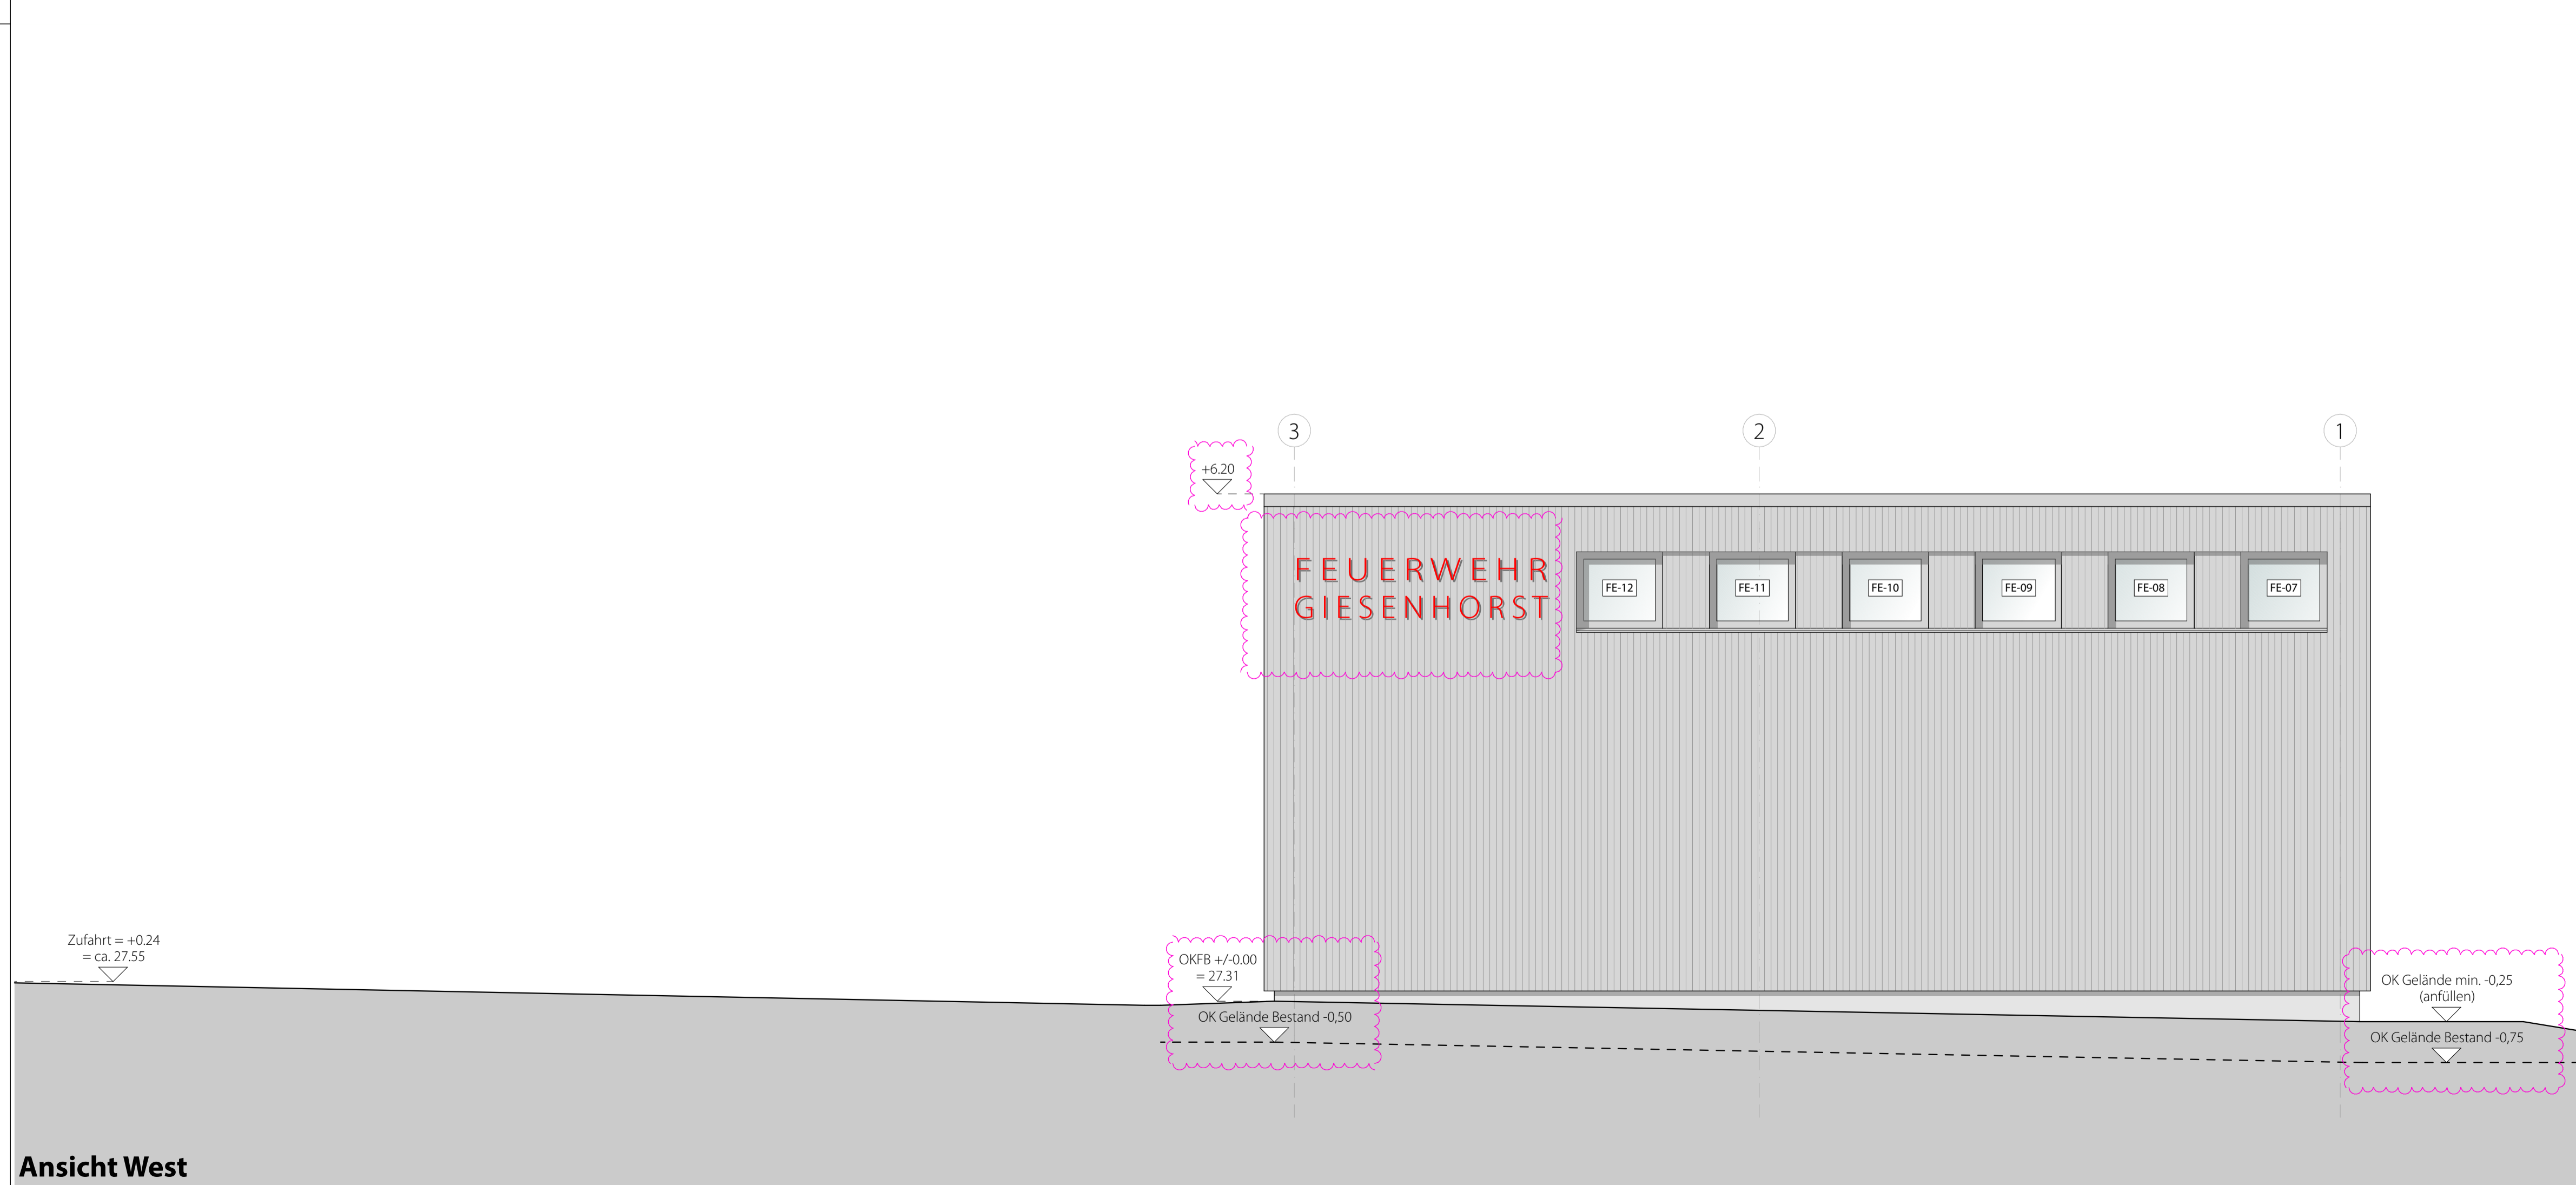 3
2
1
+6.20
FEUERWEHR
GIESENHORST
FE-12
FE-11
FE-10
FE-09
FE-08
FE-07
Zufahrt = +0.24
= ca. 27.55
OKFB +/-0.00
= 27.31
OK Gelände Bestand -0,50
OK Gelände min. -0,25
(anfüllen)
OK Gelände Bestand -0,75
Ansicht West